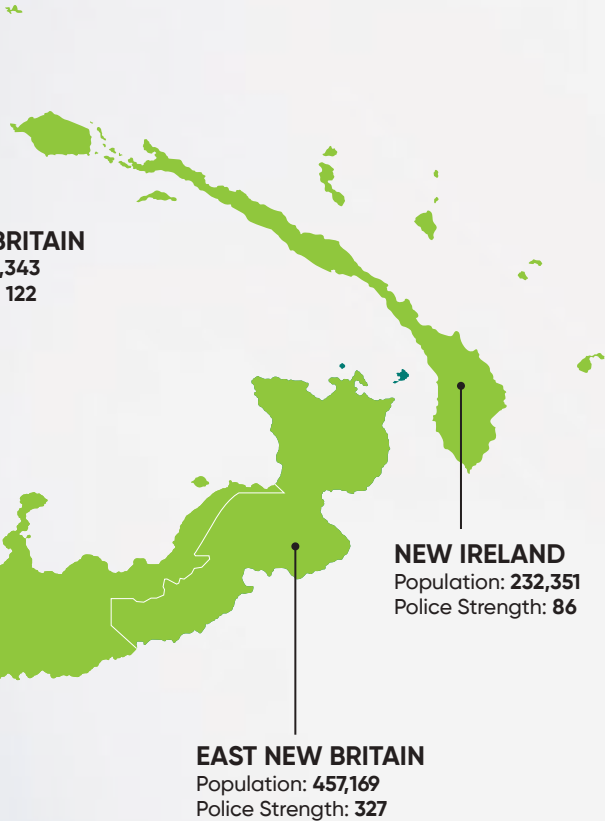 BRITAIN
,343
122
NEW IRELAND
Population: 232,351
Police Strength: 86
EAST NEW BRITAIN
Population: 457,169
Police Strength: 327